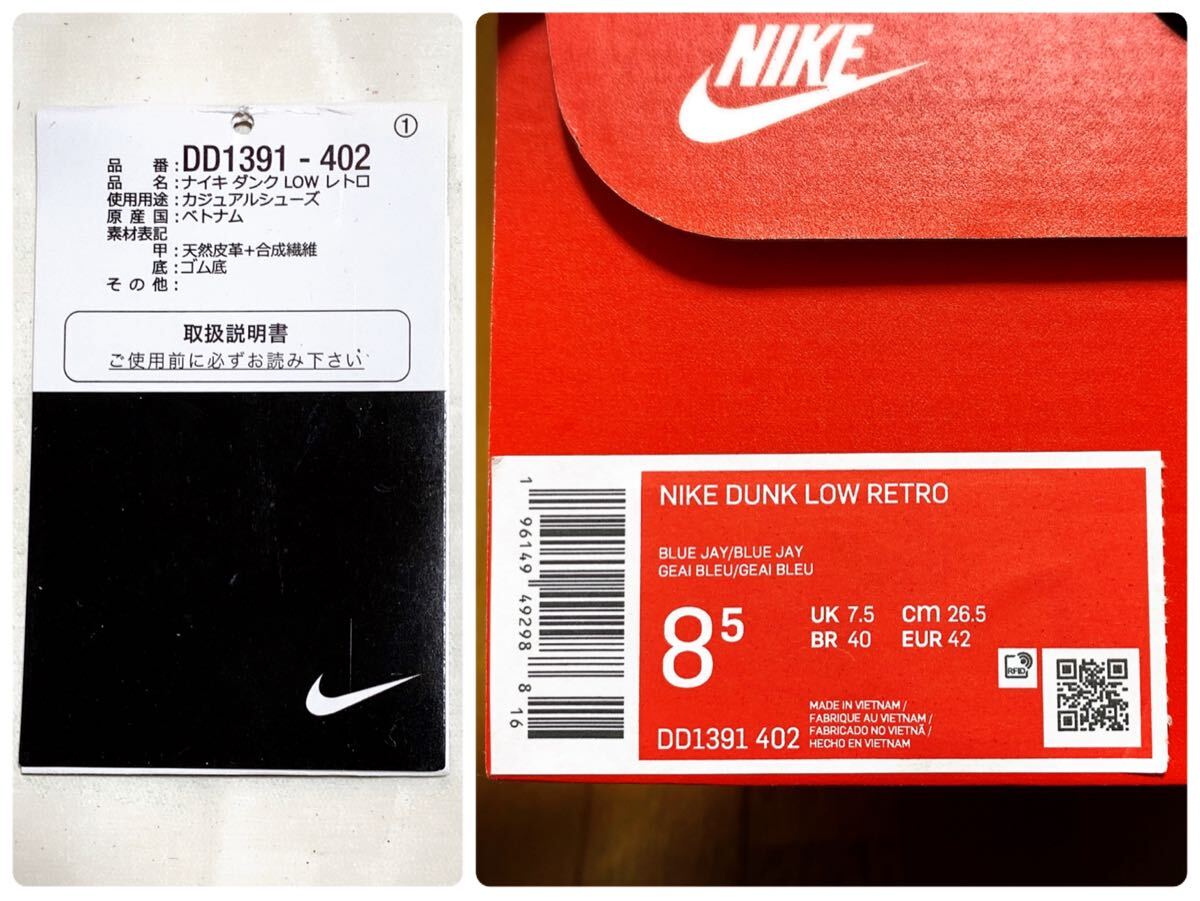 ①
品番:DD1391 - 402
品名:ナイキ ダンク LOW レトロ
使用用途:カジュアルシューズ
原産国:ベトナム
素材表記
甲:天然皮革+合成繊維
底:ゴム底
その他:
取扱説明書
ご使用前に必ずお読み下さい
NIKE
1 96149 49298 8 16
NIKE DUNK LOW RETRO
BLUE JAY/BLUE JAY
GEAI BLEU/GEAI BLEU
8⁵
UK 7.5 cm 26.5
BR 40 EUR 42
RFID
MADE IN VIETNAM /
FABRIQUE AU VIETNAM /
FABRICADO NO VIETNÃ /
HECHO EN VIETNAM
DD1391 402